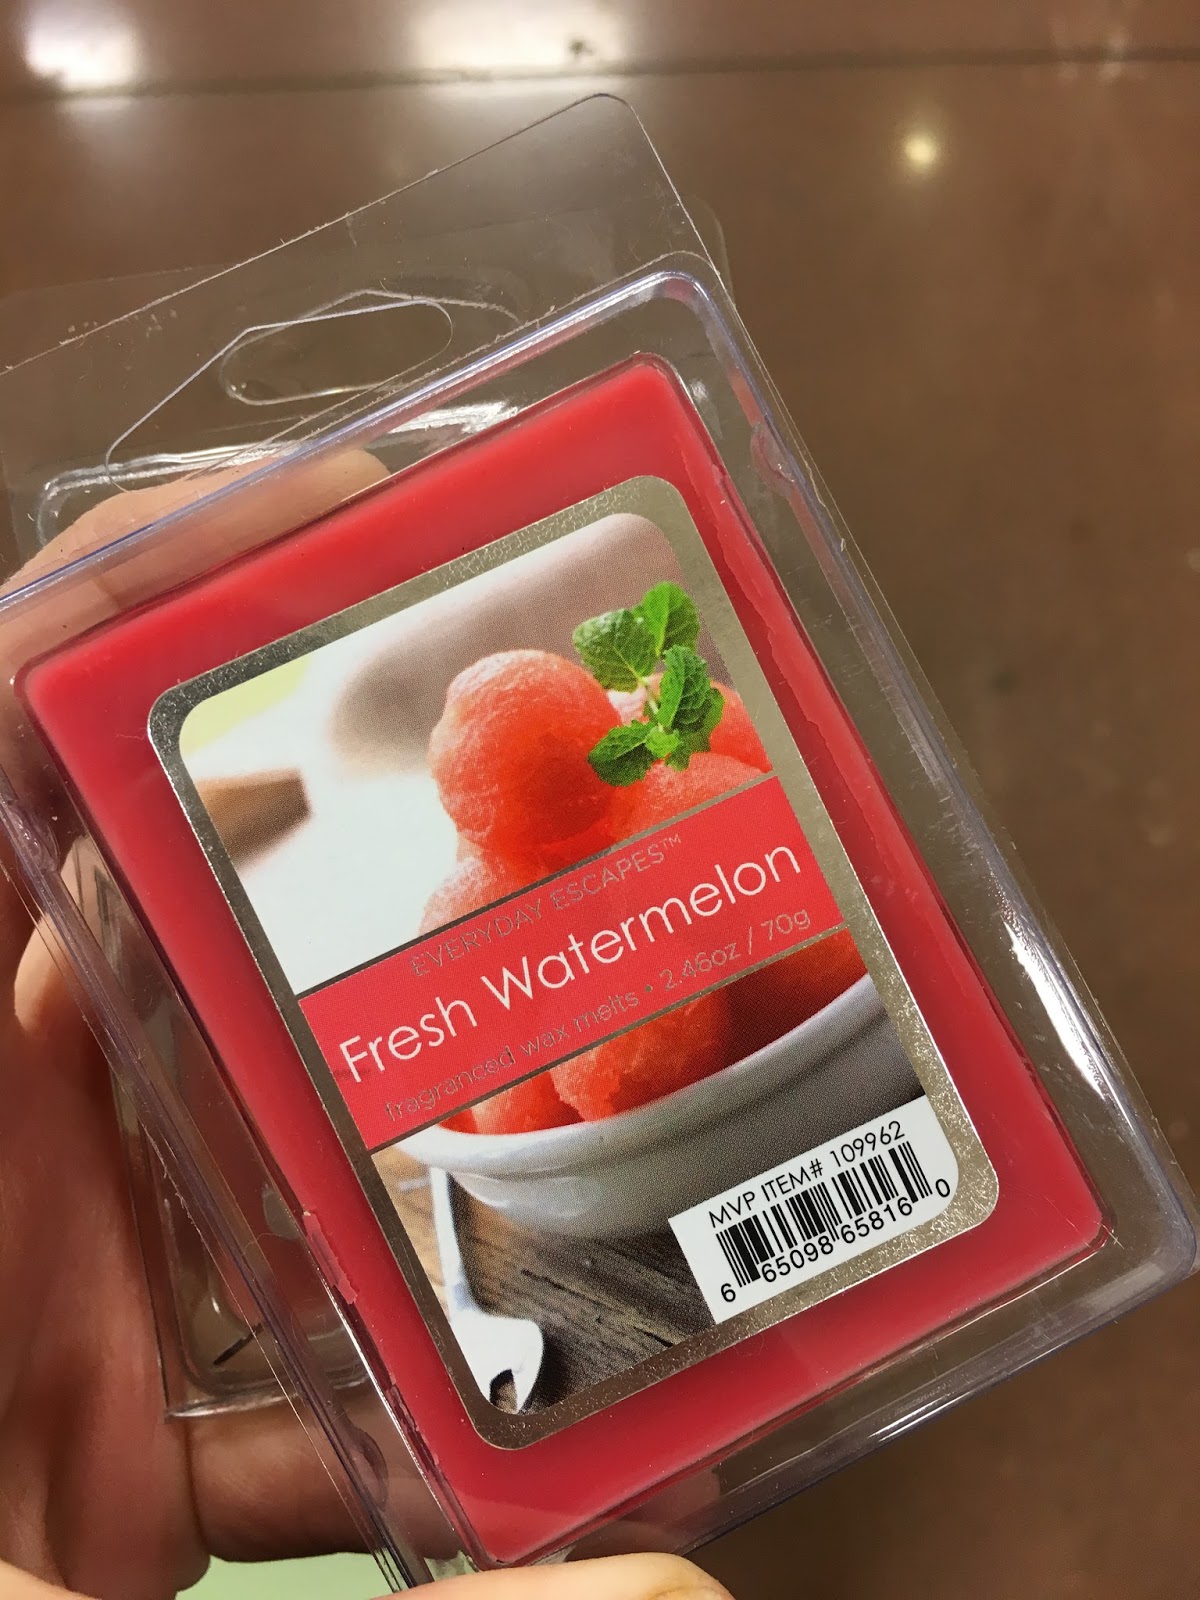 EVERYDAY ESCAPES™
Fresh Watermelon
fragranced wax melts • 2.46oz / 70g
MVP ITEM# 109962
6 65098 65816 0